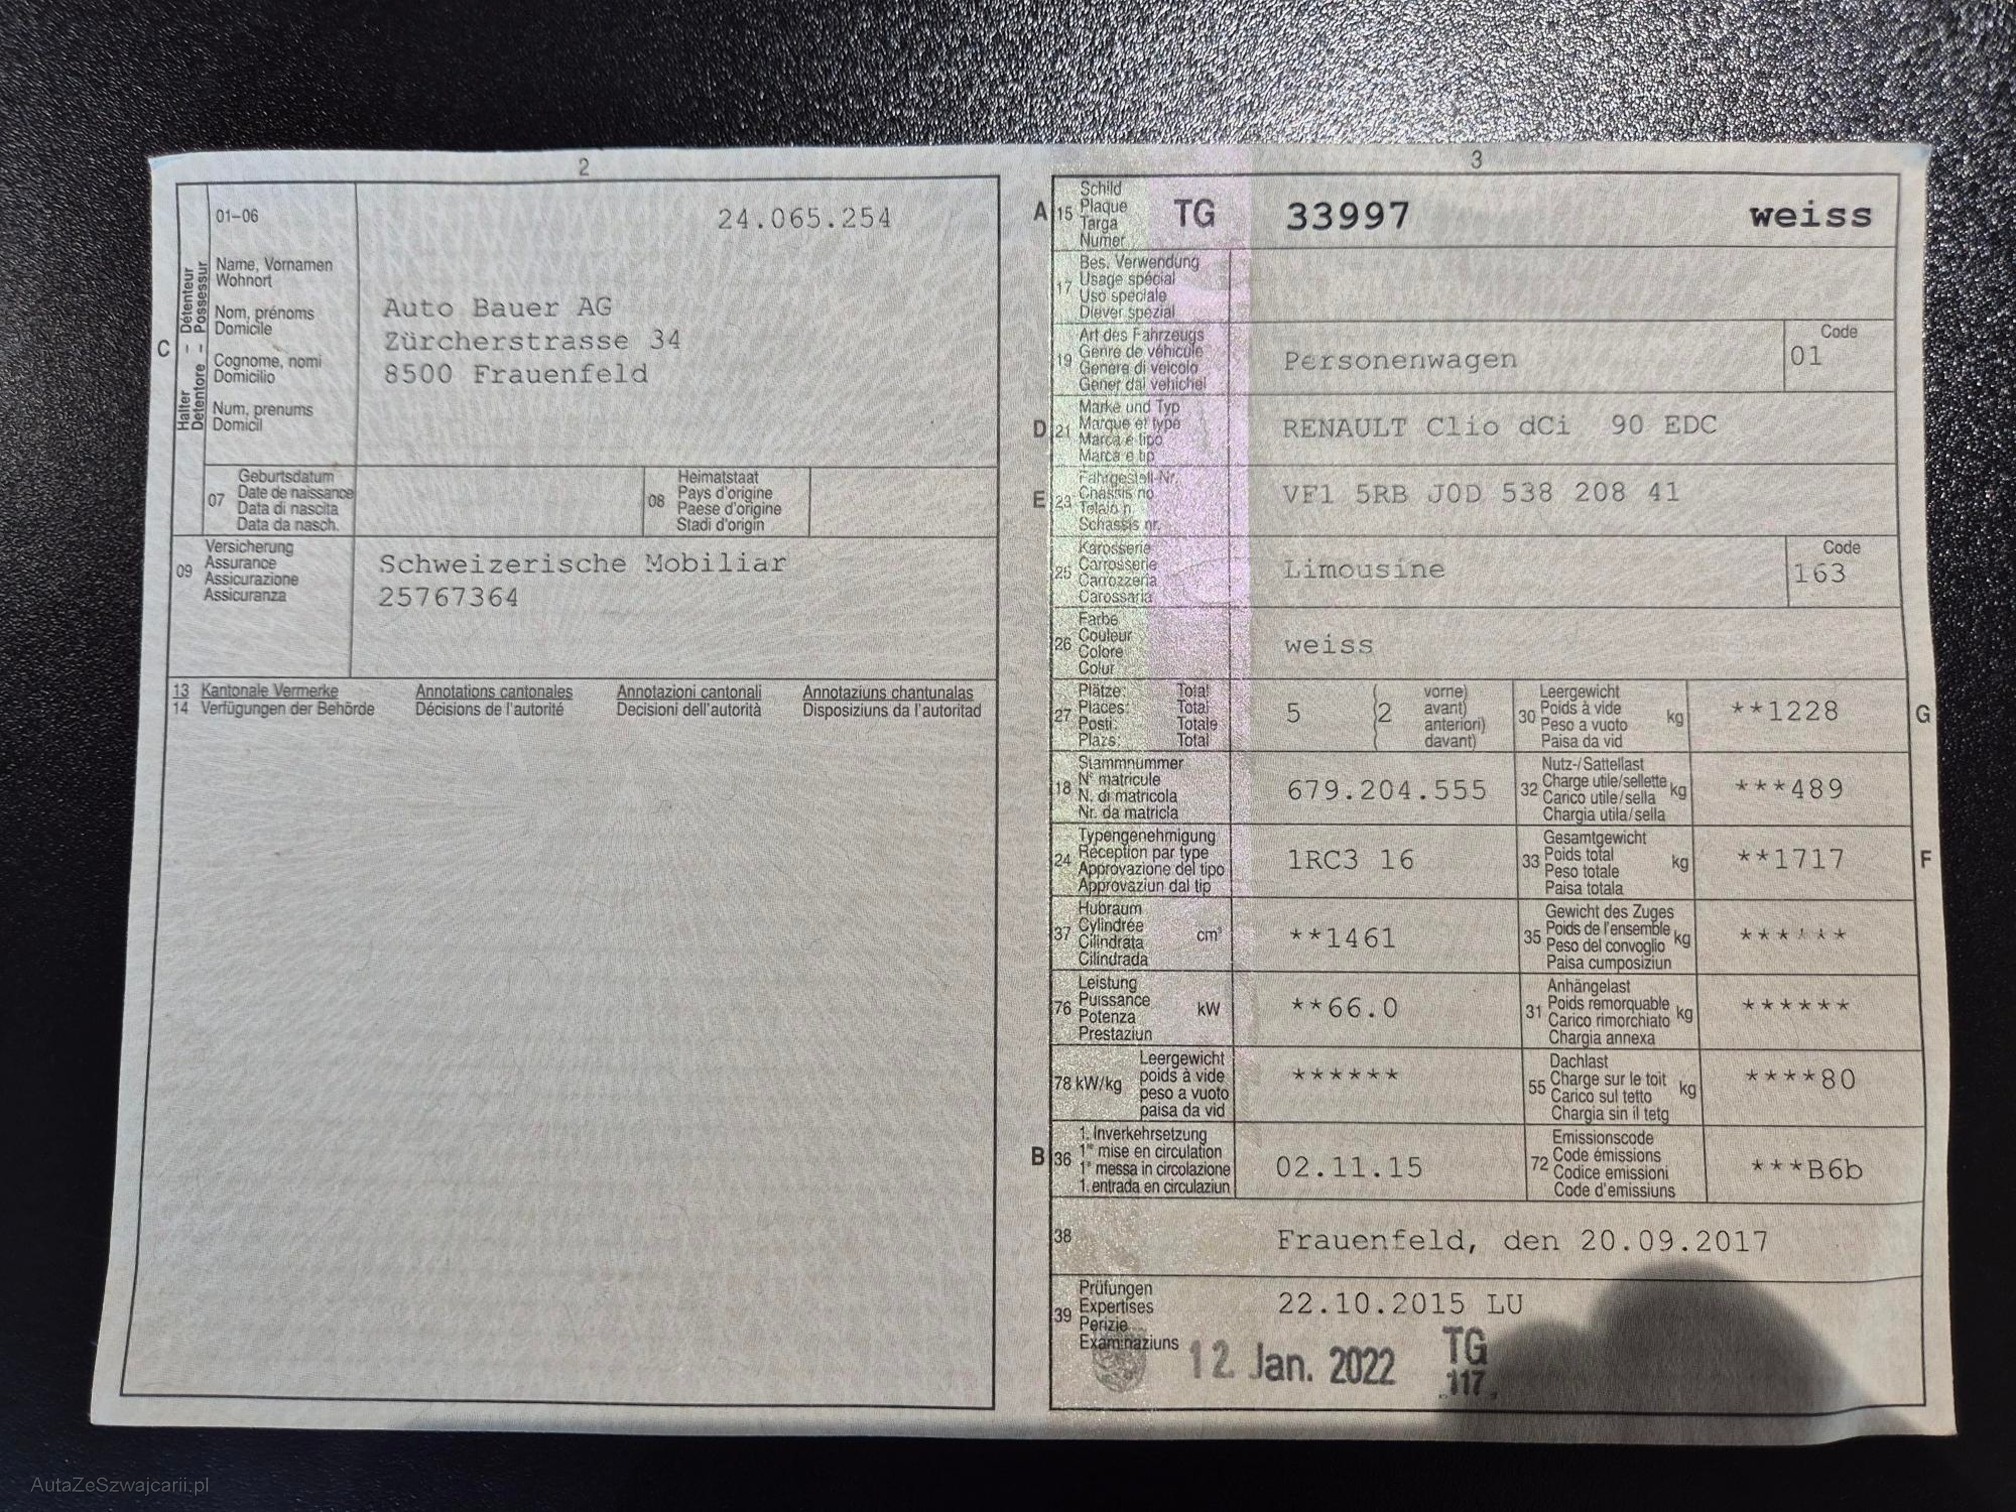 2
01-06
24.065.254
C
Halter - Détenteur
Detentore - Possessur
Name, Vornamen
Wohnort
Nom, prénoms
Domicile
Cognome, nomi
Domicilio
Num, prenums
Domicil
Auto Bauer AG
Zürcherstrasse 34
8500 Frauenfeld
07
Geburtsdatum
Date de naissance
Data di nascita
Data da nasch.
08
Heimatstaat
Pays d'origine
Paese d'origine
Stadi d'origin
09
Versicherung
Assurance
Assicurazione
Assicuranza
Schweizerische Mobiliar
25767364
13 Kantonale Vermerke Annotations cantonales Annotazioni cantonali Annotaziuns chantunalas
14 Verfügungen der Behörde Décisions de l'autorité Decisioni dell'autorità Disposiziuns da l'autoritad
3
A
15
Schild
Plaque
Targa
Numer
TG 33997 weiss
17
Bes. Verwendung
Usage spécial
Uso speciale
Diever spezial
19
Art des Fahrzeugs
Genre de véhicule
Genere di veicolo
Gener dal vehichel
Personenwagen
Code
01
D
21
Marke und Typ
Marque et type
Marca e tipo
Marca e tip
RENAULT Clio dCi 90 EDC
E
23
Fahrgestell-Nr.
Chassis no
Telaio n.
Schassis nr.
VF1 5RB J0D 538 208 41
25
Karosserie
Carrosserie
Carrozzeria
Carossaria
Limousine
Code
163
26
Farbe
Couleur
Colore
Colur
weiss
27
Plätze: Total
Places: Total
Posti: Totale
Plazs: Total
5 (2
vorne)
avant)
anteriori)
davant)
30
Leergewicht
Poids à vide
Peso a vuoto
Paisa da vid
kg
**1228
G
18
Stammnummer
N° matricule
N. di matricola
Nr. da matricla
679.204.555
32
Nutz-/Sattellast
Charge utile/sellette
Carico utile/sella
Chargia utila/sella
kg
***489
24
Typengenehmigung
Réception par type
Approvazione del tipo
Approvaziun dal tip
1RC3 16
33
Gesamtgewicht
Poids total
Peso totale
Paisa totala
kg
**1717
F
37
Hubraum
Cylindrée
Cilindrata
Cilindrada
cm³
**1461
35
Gewicht des Zuges
Poids de l'ensemble
Peso del convoglio
Paisa cumposiziun
kg
******
76
Leistung
Puissance
Potenza
Prestaziun
kW
**66.0
31
Anhängelast
Poids remorquable
Carico rimorchiato
Chargia annexa
kg
******
78 kW/kg
Leergewicht
poids à vide
peso a vuoto
paisa da vid
******
55
Dachlast
Charge sur le toit
Carico sul tetto
Chargia sin il tetg
kg
****80
B
36
1. Inverkehrsetzung
1re mise en circulation
1a messa in circolazione
1. entrada en circulaziun
02.11.15
72
Emissionscode
Code émissions
Codice emissioni
Code d'emissiuns
***B6b
38
Frauenfeld, den 20.09.2017
39
Prüfungen
Expertises
Perizie
Examinaziuns
22.10.2015 LU
12. Jan. 2022 TG
117.
AutaZeSzwajcarii.pl